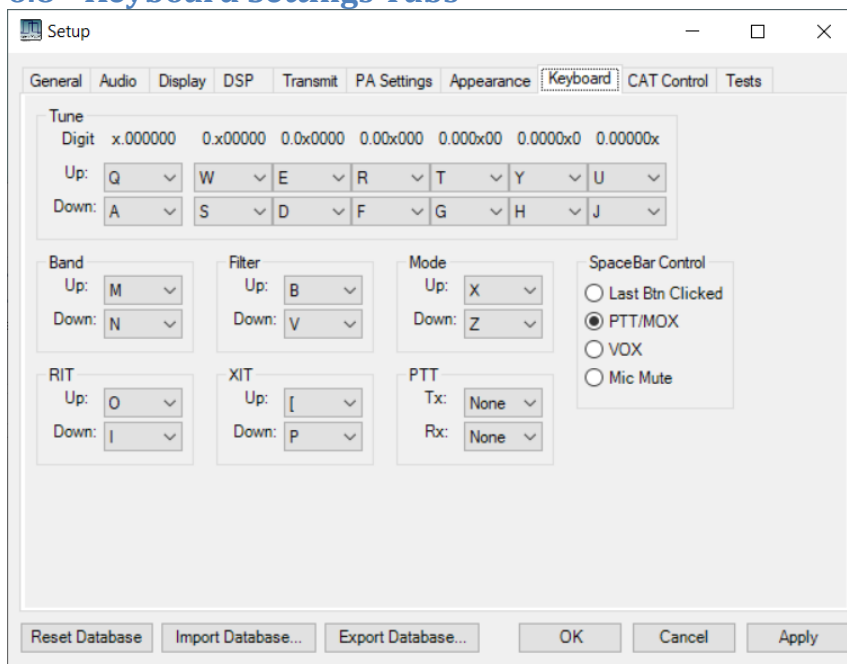 Setup
General Audio Display DSP Transmit PA Settings Appearance Keyboard CAT Control Tests
Tune
Digit x.000000 0.x00000 0.0x0000 0.00x000 0.000x00 0.0000x0 0.00000x
Up: Q W E R T Y U
Down: A S D F G H J
Band
Up: M
Down: N
Filter
Up: B
Down: V
Mode
Up: X
Down: Z
SpaceBar Control
Last Btn Clicked
PTT/MOX
VOX
Mic Mute
RIT
Up: O
Down: I
XIT
Up: [
Down: P
PTT
Tx: None
Rx: None
Reset Database Import Database... Export Database... OK Cancel Apply